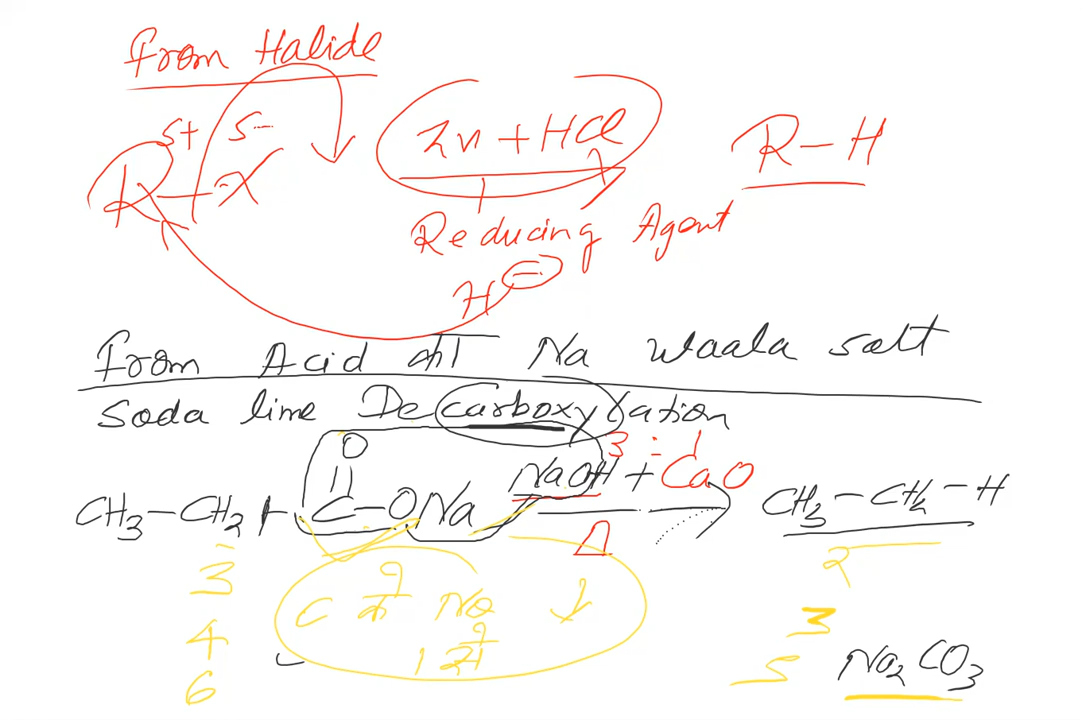 From Halide
δ+ δ-
R-X Zn + HCl R-H
Reducing Agent
H⊖
From Acid का Na waala salt
Soda lime Decarboxylation
O
||
CH3-CH2-C-ONa NaOH + CaO CH3-CH2-H
3 : 1
Δ
3 2
4 3
6 5
Na2CO3